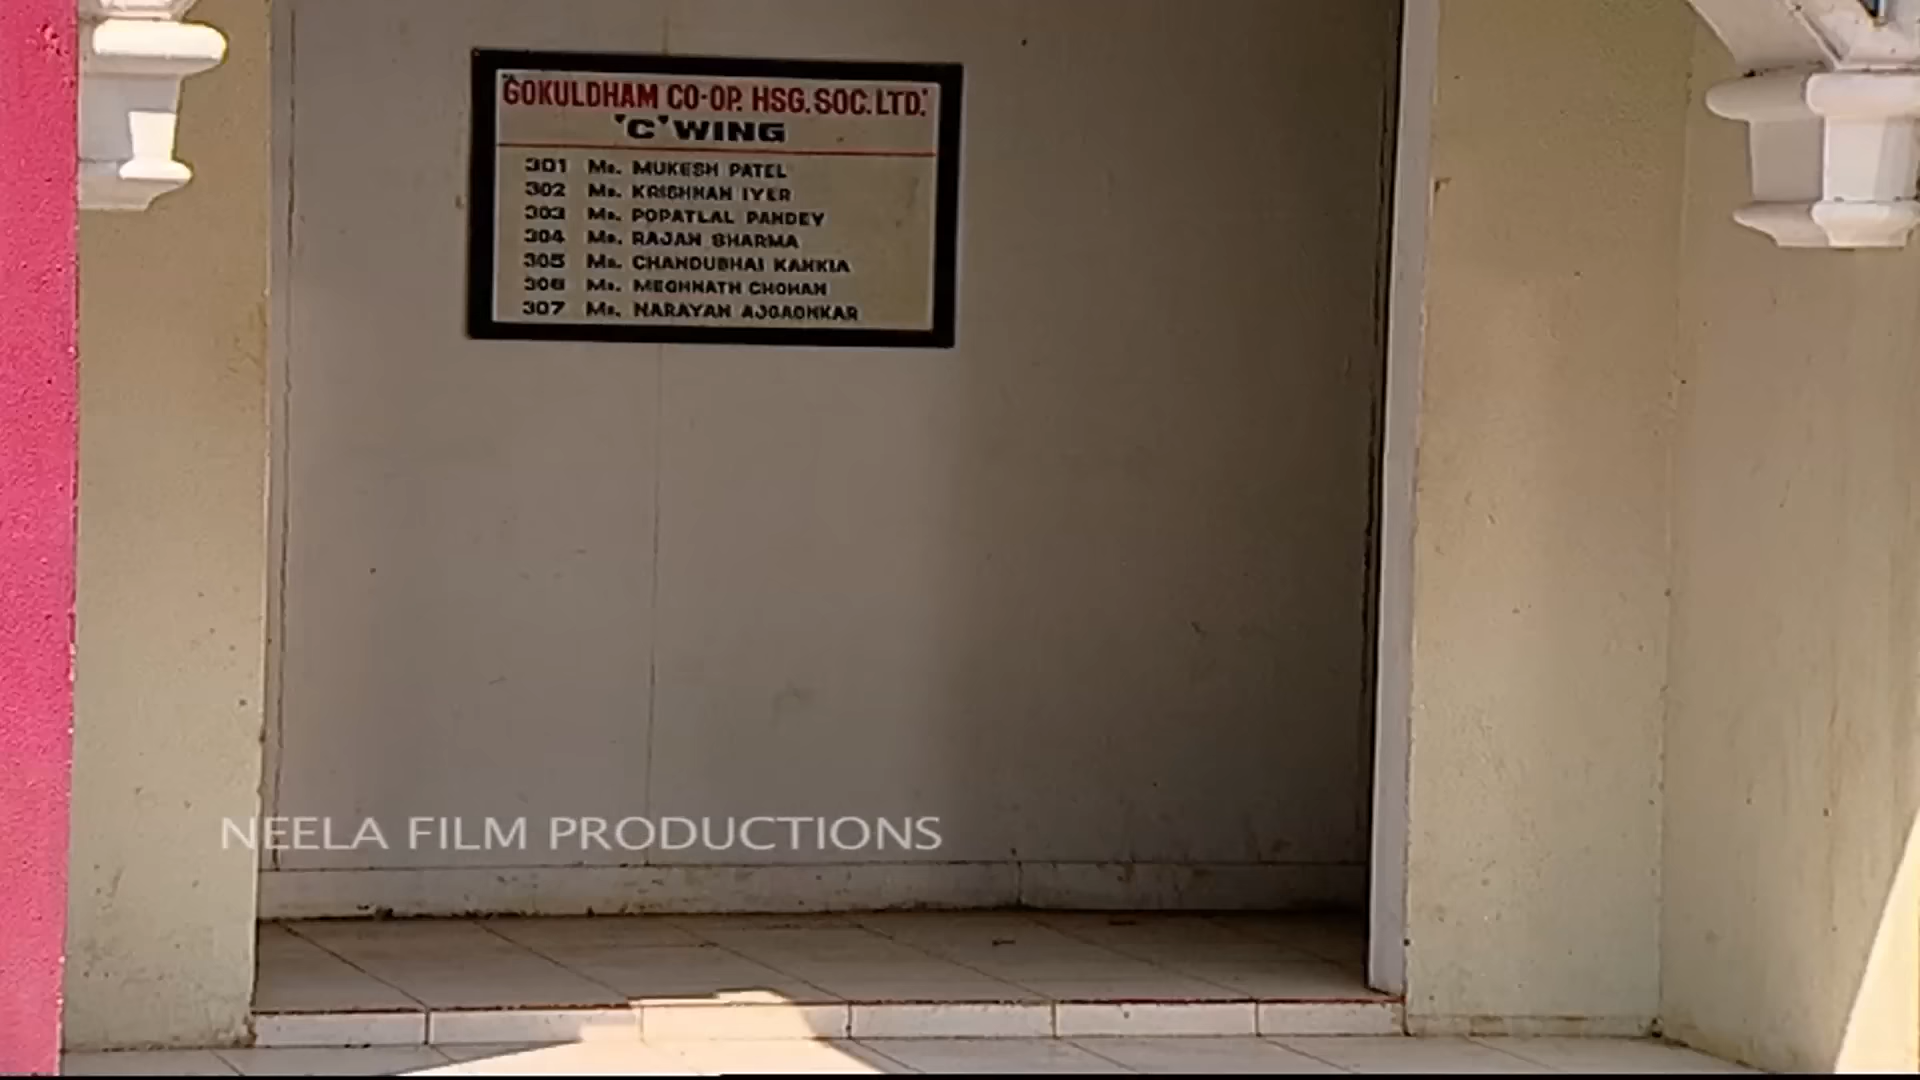 GOKULDHAM CO-OP. HSG. SOC. LTD.
'C' WING
301 Mr. MUKESH PATEL
302 Mr. KRISHNAN IYER
303 Mr. POPATLAL PANDEY
304 Mr. RAJAN SHARMA
305 Mr. CHANDUBHAI KANKIA
306 Mr. MEGHNATH CHOHAN
307 Mr. NARAYAN AJGAONKAR
NEELA FILM PRODUCTIONS